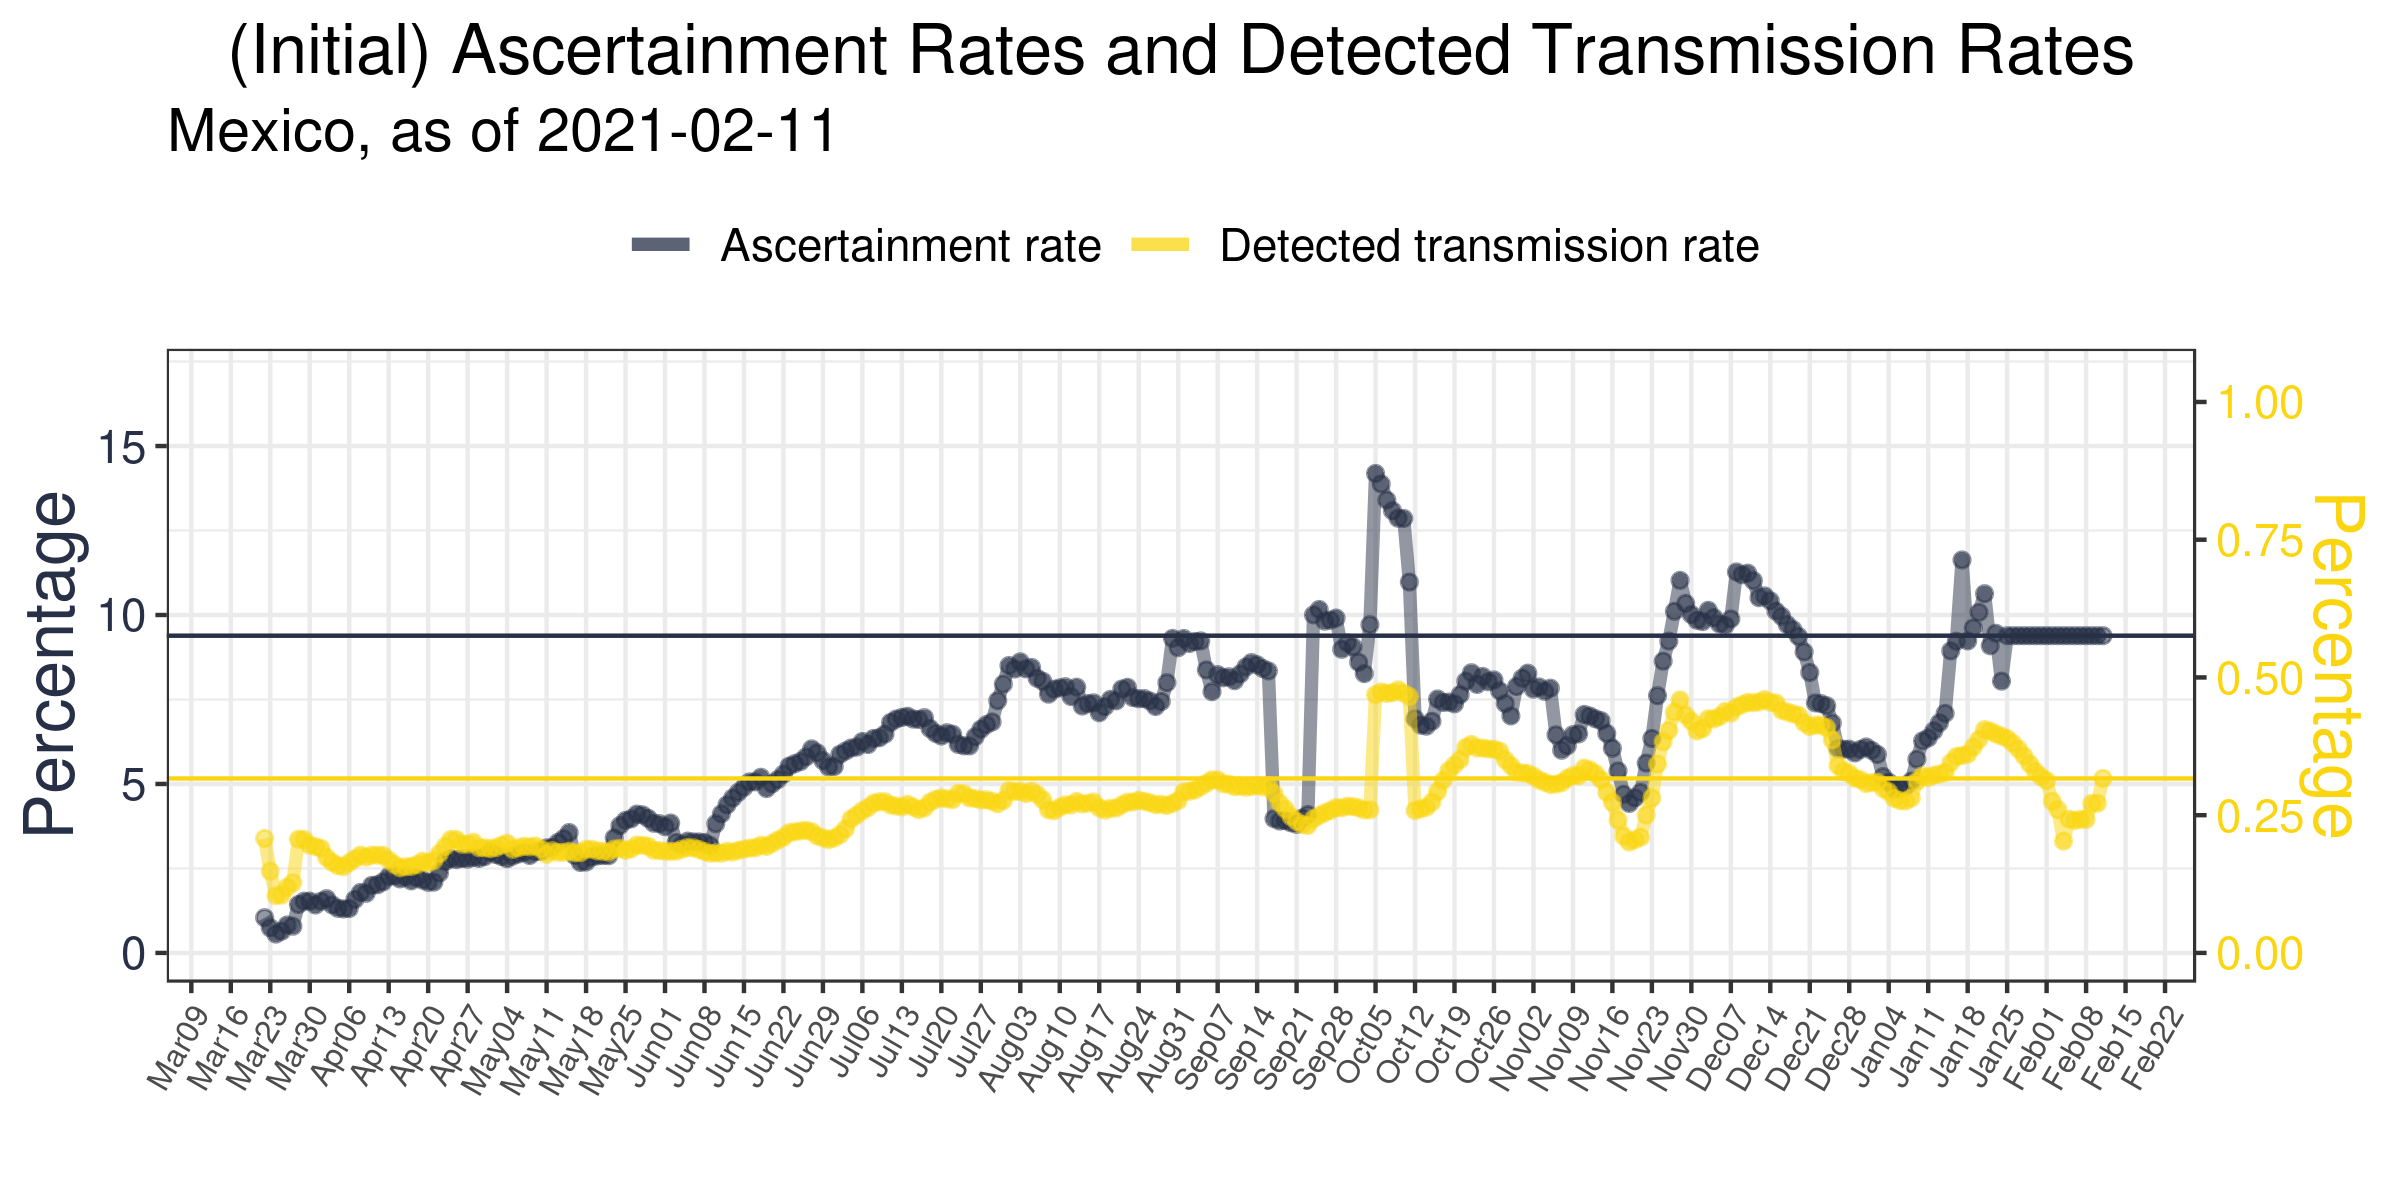 (Initial) Ascertainment Rates and Detected Transmission Rates
Mexico, as of 2021-02-11
Ascertainment rate
Detected transmission rate
Percentage
15
10
5
0
1.00
0.75
0.50
0.25
0.00
Percentage
Mar09
Mar16
Mar23
Mar30
Apr06
Apr13
Apr20
Apr27
May04
May11
May18
May25
Jun01
Jun08
Jun15
Jun22
Jun29
Jul06
Jul13
Jul20
Jul27
Aug03
Aug10
Aug17
Aug24
Aug31
Sep07
Sep14
Sep21
Sep28
Oct05
Oct12
Oct19
Oct26
Nov02
Nov09
Nov16
Nov23
Nov30
Dec07
Dec14
Dec21
Dec28
Jan04
Jan11
Jan18
Jan25
Feb01
Feb08
Feb15
Feb22